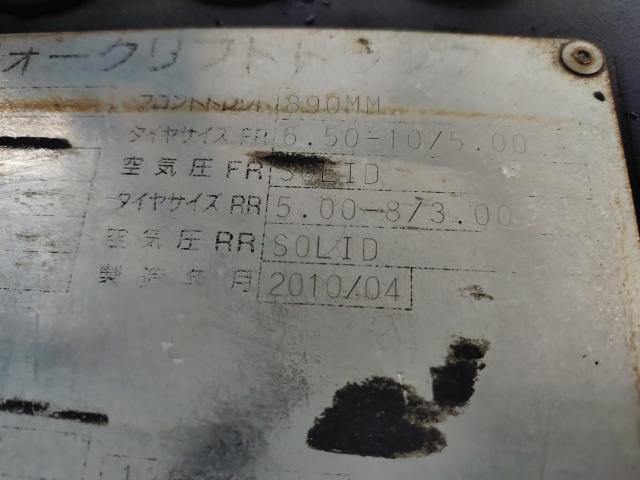 フォークリフトトラック
フロントトレッド 890MM
タイヤサイズ FR 6.50-10/5.00
空気圧 FR SOLID
タイヤサイズ RR 5.00-8/3.00
空気圧 RR SOLID
製造年月 2010/04